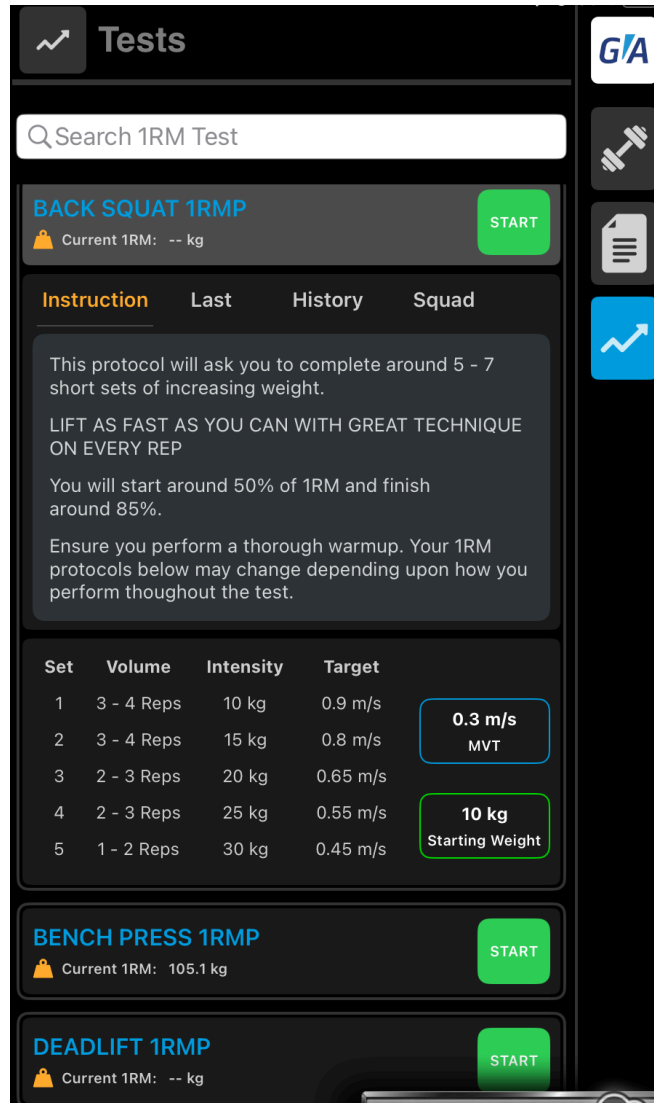 Tests
G/A
Search 1RM Test
BACK SQUAT 1RMP
Current 1RM: -- kg
START
Instruction Last History Squad
This protocol will ask you to complete around 5 - 7
short sets of increasing weight.
LIFT AS FAST AS YOU CAN WITH GREAT TECHNIQUE
ON EVERY REP
You will start around 50% of 1RM and finish
around 85%.
Ensure you perform a thorough warmup. Your 1RM
protocols below may change depending upon how you
perform thoughout the test.
Set Volume Intensity Target
1 3 - 4 Reps 10 kg 0.9 m/s
2 3 - 4 Reps 15 kg 0.8 m/s
3 2 - 3 Reps 20 kg 0.65 m/s
4 2 - 3 Reps 25 kg 0.55 m/s
5 1 - 2 Reps 30 kg 0.45 m/s
0.3 m/s
MVT
10 kg
Starting Weight
BENCH PRESS 1RMP
Current 1RM: 105.1 kg
START
DEADLIFT 1RMP
Current 1RM: -- kg
START